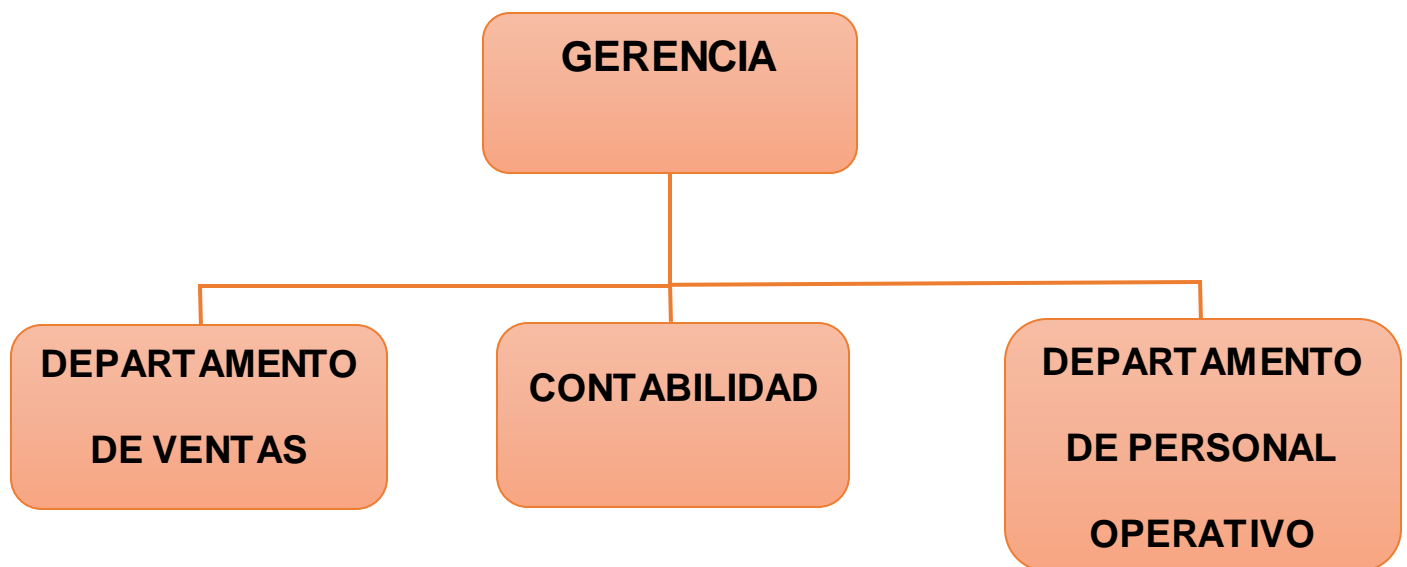 GERENCIA
DEPARTAMENTO
DE VENTAS
CONTABILIDAD
DEPARTAMENTO
DE PERSONAL
OPERATIVO